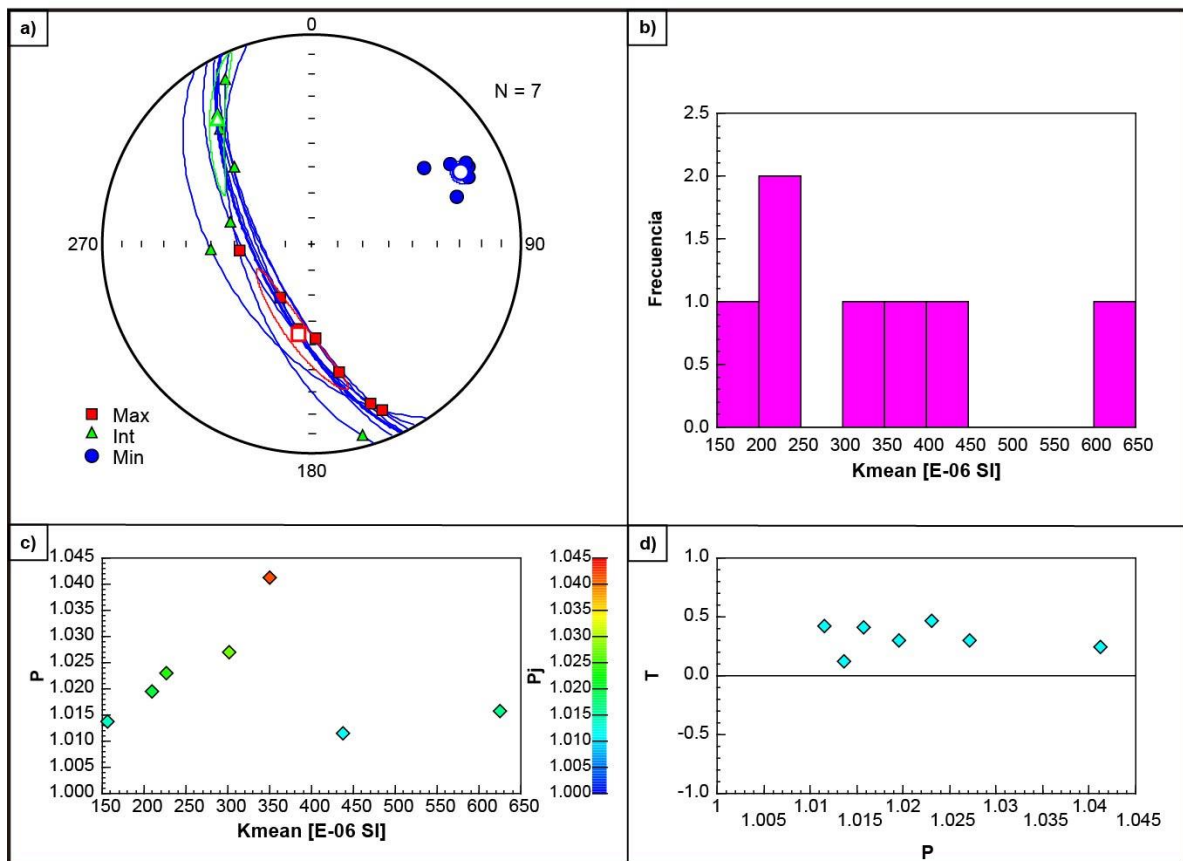 a)
0
N = 7
270
90
180
Max
Int
Min
b)
2.5
2.0
1.5
1.0
0.5
0.0
Frecuencia
150 200 250 300 350 400 450 500 550 600 650
Kmean [E-06 SI]
c)
1.045
1.040
1.035
1.030
1.025
1.020
1.015
1.010
1.005
1.000
P
150 200 250 300 350 400 450 500 550 600 650
Kmean [E-06 SI]
Pj
1.045
1.040
1.035
1.030
1.025
1.020
1.015
1.010
1.005
1.000
d)
1.0
0.5
0.0
-0.5
-1.0
T
1 1.01 1.02 1.03 1.04
1.005 1.015 1.025 1.035 1.045
P